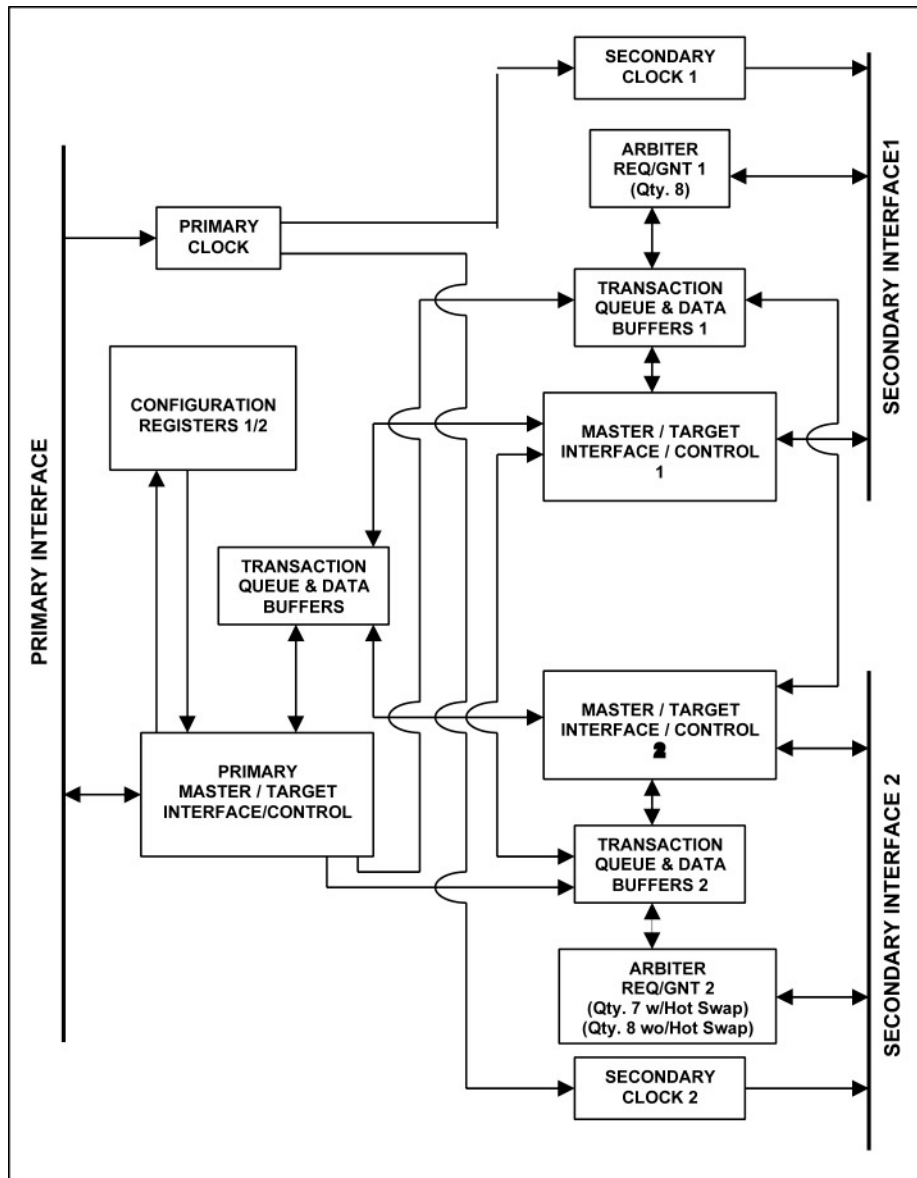 SECONDARY
CLOCK 1
ARBITER
REQ/GNT 1
(Qty. 8)
PRIMARY
CLOCK
TRANSACTION
QUEUE & DATA
BUFFERS 1
SECONDARY INTERFACE1
CONFIGURATION
REGISTERS 1/2
MASTER / TARGET
INTERFACE / CONTROL
1
PRIMARY INTERFACE
TRANSACTION
QUEUE & DATA
BUFFERS
MASTER / TARGET
INTERFACE / CONTROL
2
PRIMARY
MASTER / TARGET
INTERFACE/CONTROL
TRANSACTION
QUEUE & DATA
BUFFERS 2
SECONDARY INTERFACE 2
ARBITER
REQ/GNT 2
(Qty. 7 w/Hot Swap)
(Qty. 8 wo/Hot Swap)
SECONDARY
CLOCK 2